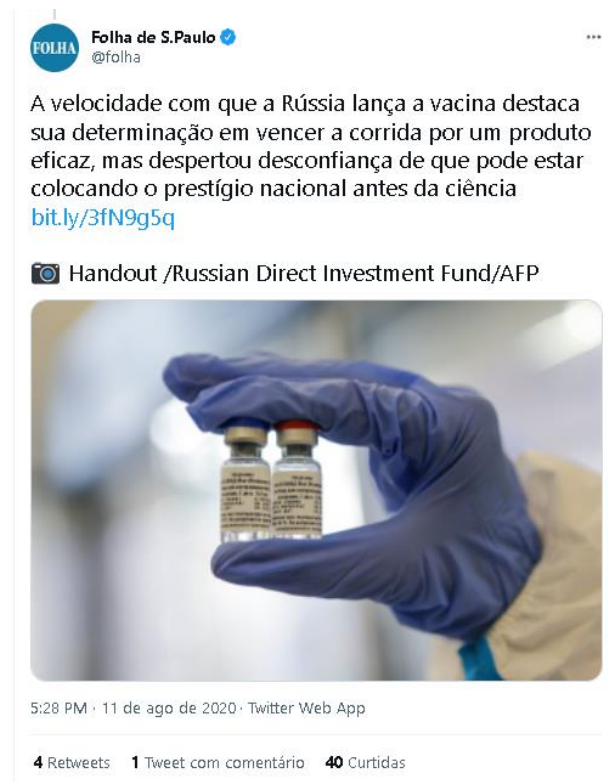 FOLHA
Folha de S.Paulo
@folha
A velocidade com que a Rússia lança a vacina destaca
sua determinação em vencer a corrida por um produto
eficaz, mas despertou desconfiança de que pode estar
colocando o prestígio nacional antes da ciência
bit.ly/3fN9g5q
Handout /Russian Direct Investment Fund/AFP
5:28 PM · 11 de ago de 2020 · Twitter Web App
4 Retweets 1 Tweet com comentário 40 Curtidas